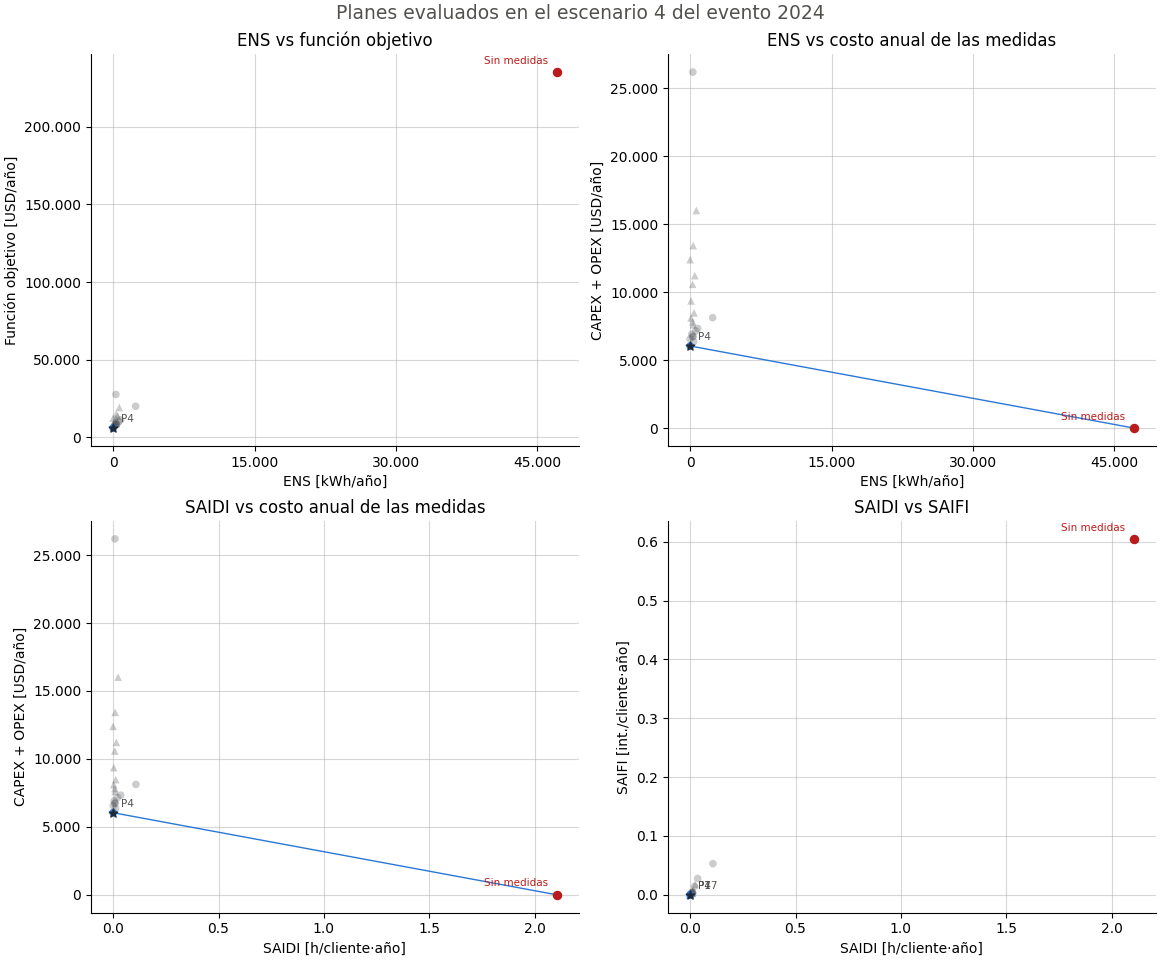 Planes evaluados en el escenario 4 del evento 2024
ENS vs función objetivo
Sin medidas
200.000
150.000
100.000
50.000
0
P4
Función objetivo [USD/año]
0
15.000
30.000
45.000
ENS [kWh/año]
ENS vs costo anual de las medidas
25.000
20.000
15.000
10.000
5.000
0
P4
Sin medidas
CAPEX + OPEX [USD/año]
0
15.000
30.000
45.000
ENS [kWh/año]
SAIDI vs costo anual de las medidas
25.000
20.000
15.000
10.000
5.000
0
P4
Sin medidas
CAPEX + OPEX [USD/año]
0.0
0.5
1.0
1.5
2.0
SAIDI [h/cliente·año]
SAIDI vs SAIFI
Sin medidas
0.6
0.5
0.4
0.3
0.2
0.1
0.0
SAIFI [int./cliente·año]
0.0
0.5
1.0
1.5
2.0
SAIDI [h/cliente·año]